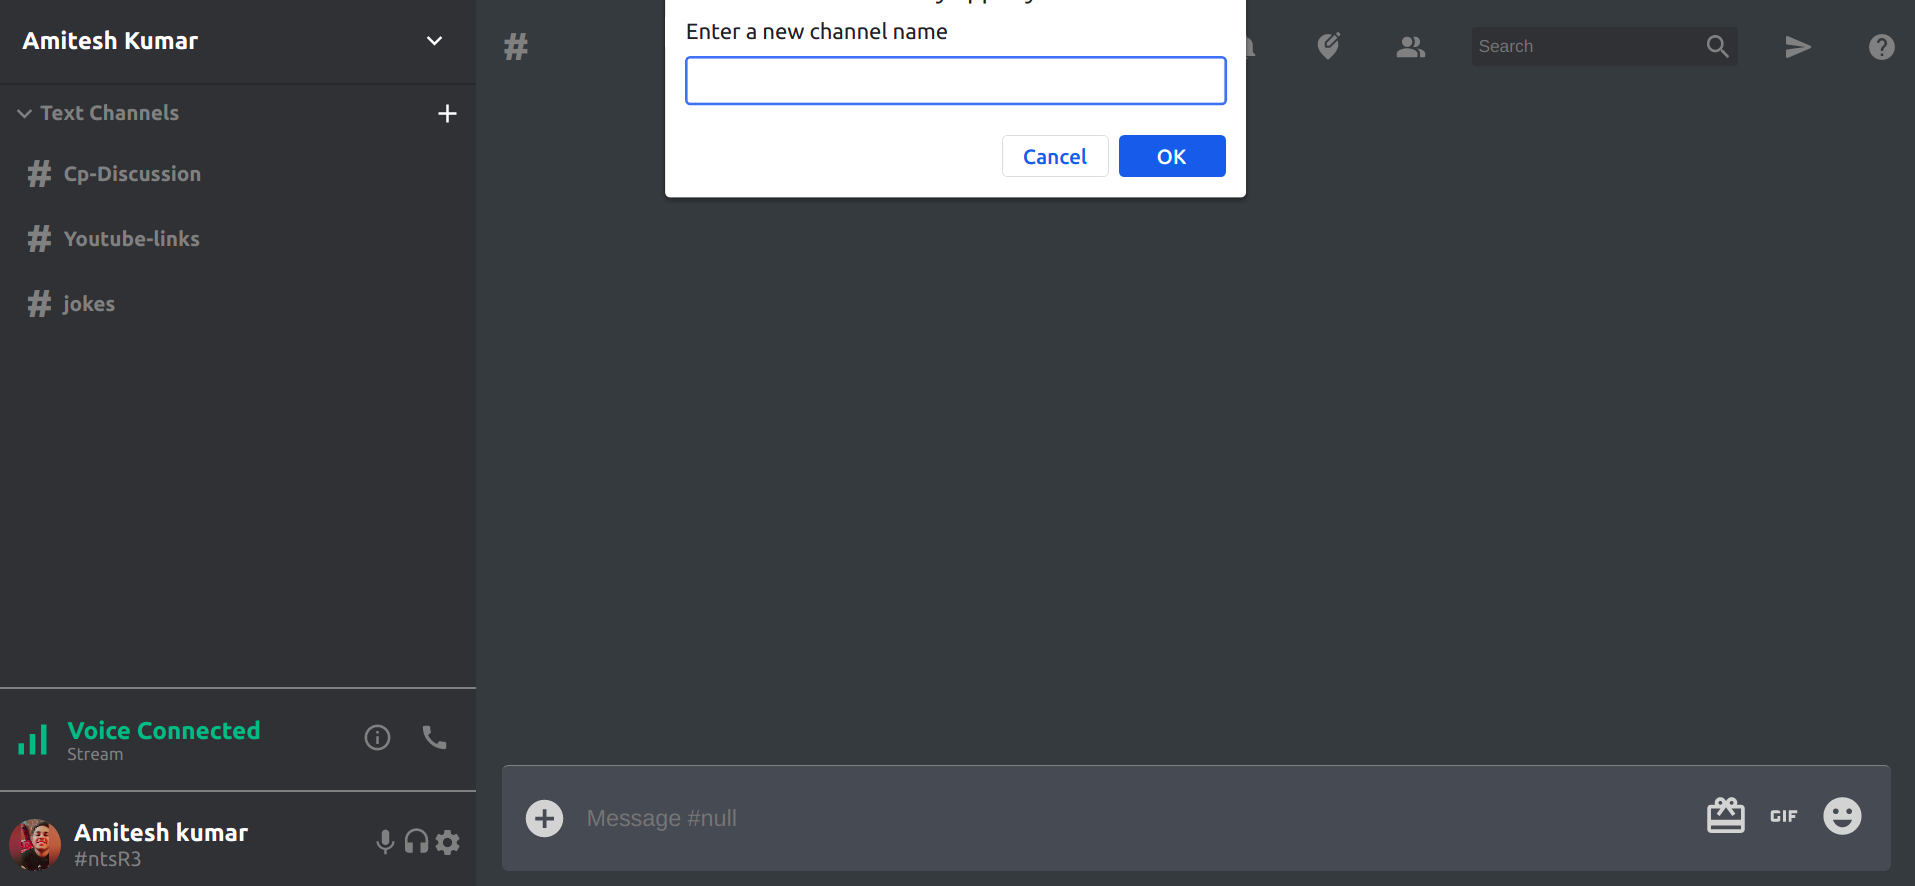 Amitesh Kumar
Text Channels
# Cp-Discussion
# Youtube-links
# jokes
Voice Connected
Stream
Amitesh kumar
#ntsR3
#
Enter a new channel name
Cancel
OK
Search
?
Message #null
GIF